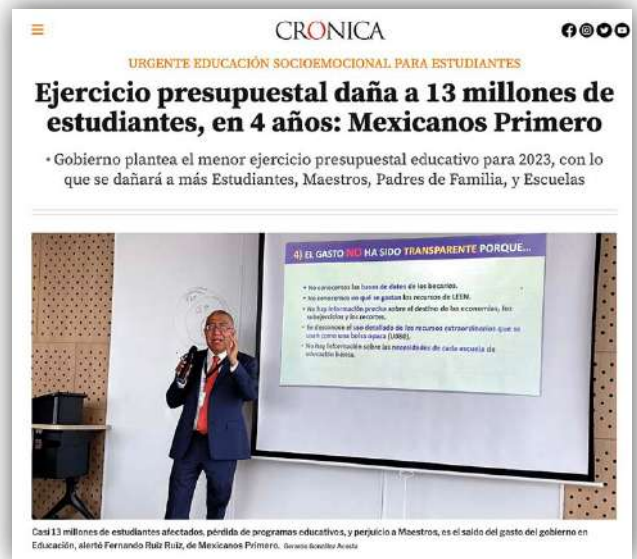 CRONICA
URGENTE EDUCACIÓN SOCIOEMOCIONAL PARA ESTUDIANTES
Ejercicio presupuestal daña a 13 millones de
estudiantes, en 4 años: Mexicanos Primero
• Gobierno plantea el menor ejercicio presupuestal educativo para 2023, con lo
que se dañará a más Estudiantes, Maestros, Padres de Familia, y Escuelas
4) EL GASTO NO HA SIDO TRANSPARENTE PORQUE...
• No conocemos las bases de datos de los becarios.
• No conocemos en qué se gastan los recursos de LEEN.
• No hay información precisa sobre el destino de las economías, los
subejercicios y los recortes.
• Se desconoce el uso detallado de los recursos extraordinarios que se
usan como una bolsa opaca (U080).
• No hay información sobre las necesidades de cada escuela de
educación básica.
Casi 13 millones de estudiantes afectados, pérdida de programas educativos, y perjuicio a Maestros, es el saldo del gasto del gobierno en
Educación, alertó Fernando Ruiz Ruiz, de Mexicanos Primero. Gerardo González Acosta